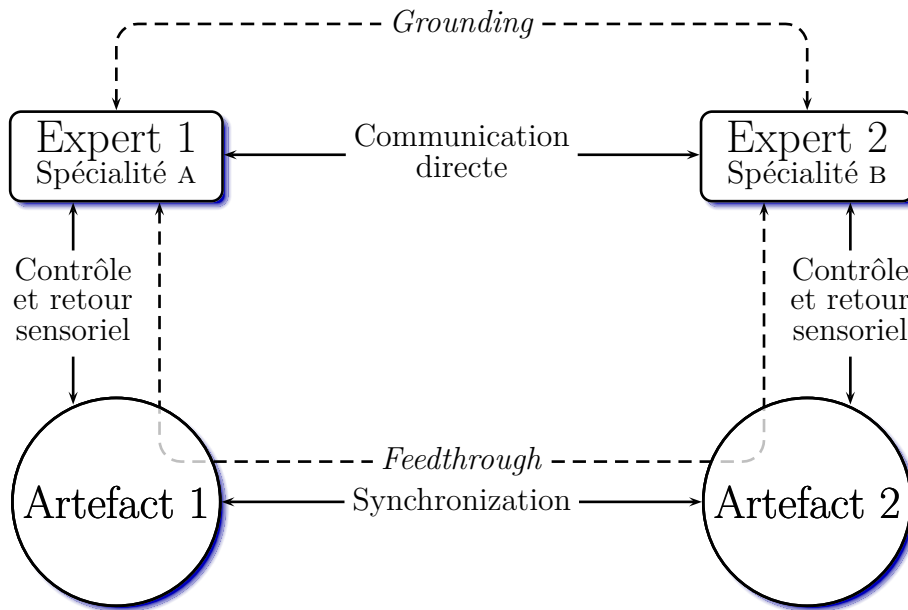 Grounding
Expert 1
Spécialité A
Communication
directe
Expert 2
Spécialité B
Contrôle
et retour
sensoriel
Contrôle
et retour
sensoriel
Feedthrough
Artefact 1
Synchronization
Artefact 2